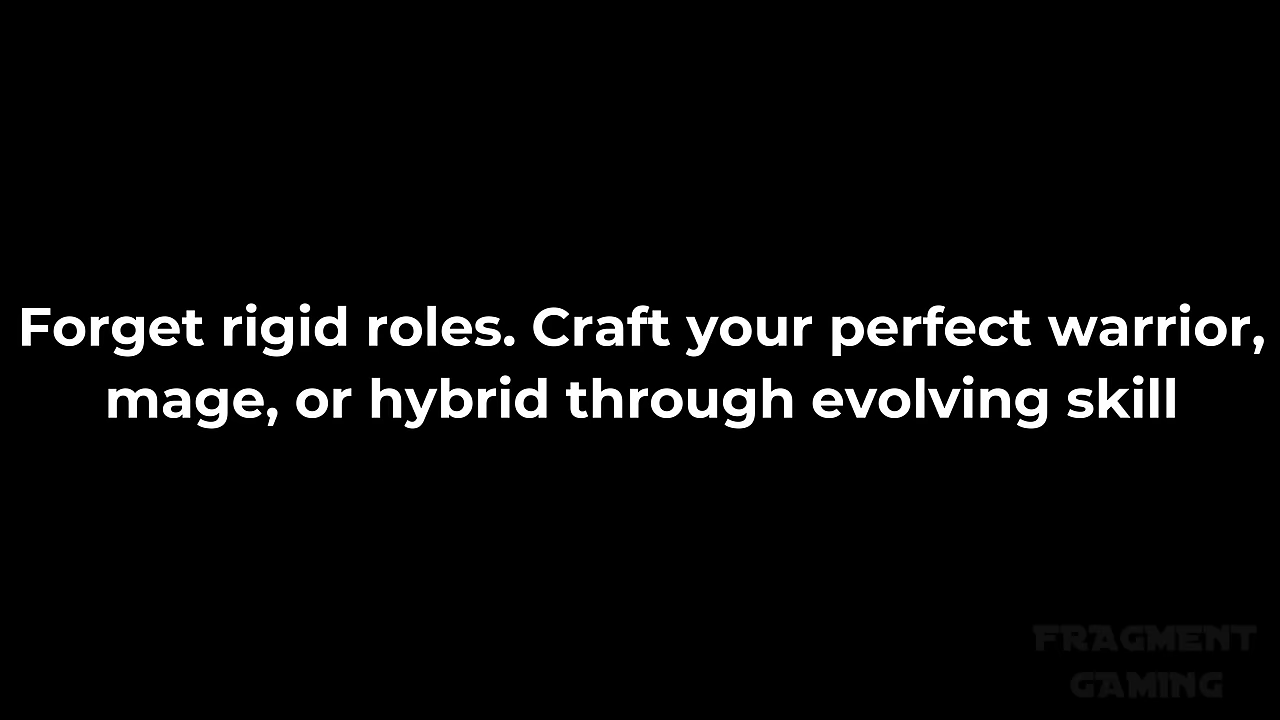 Forget rigid roles. Craft your perfect warrior,
mage, or hybrid through evolving skill
FRAGMENT
GAMING